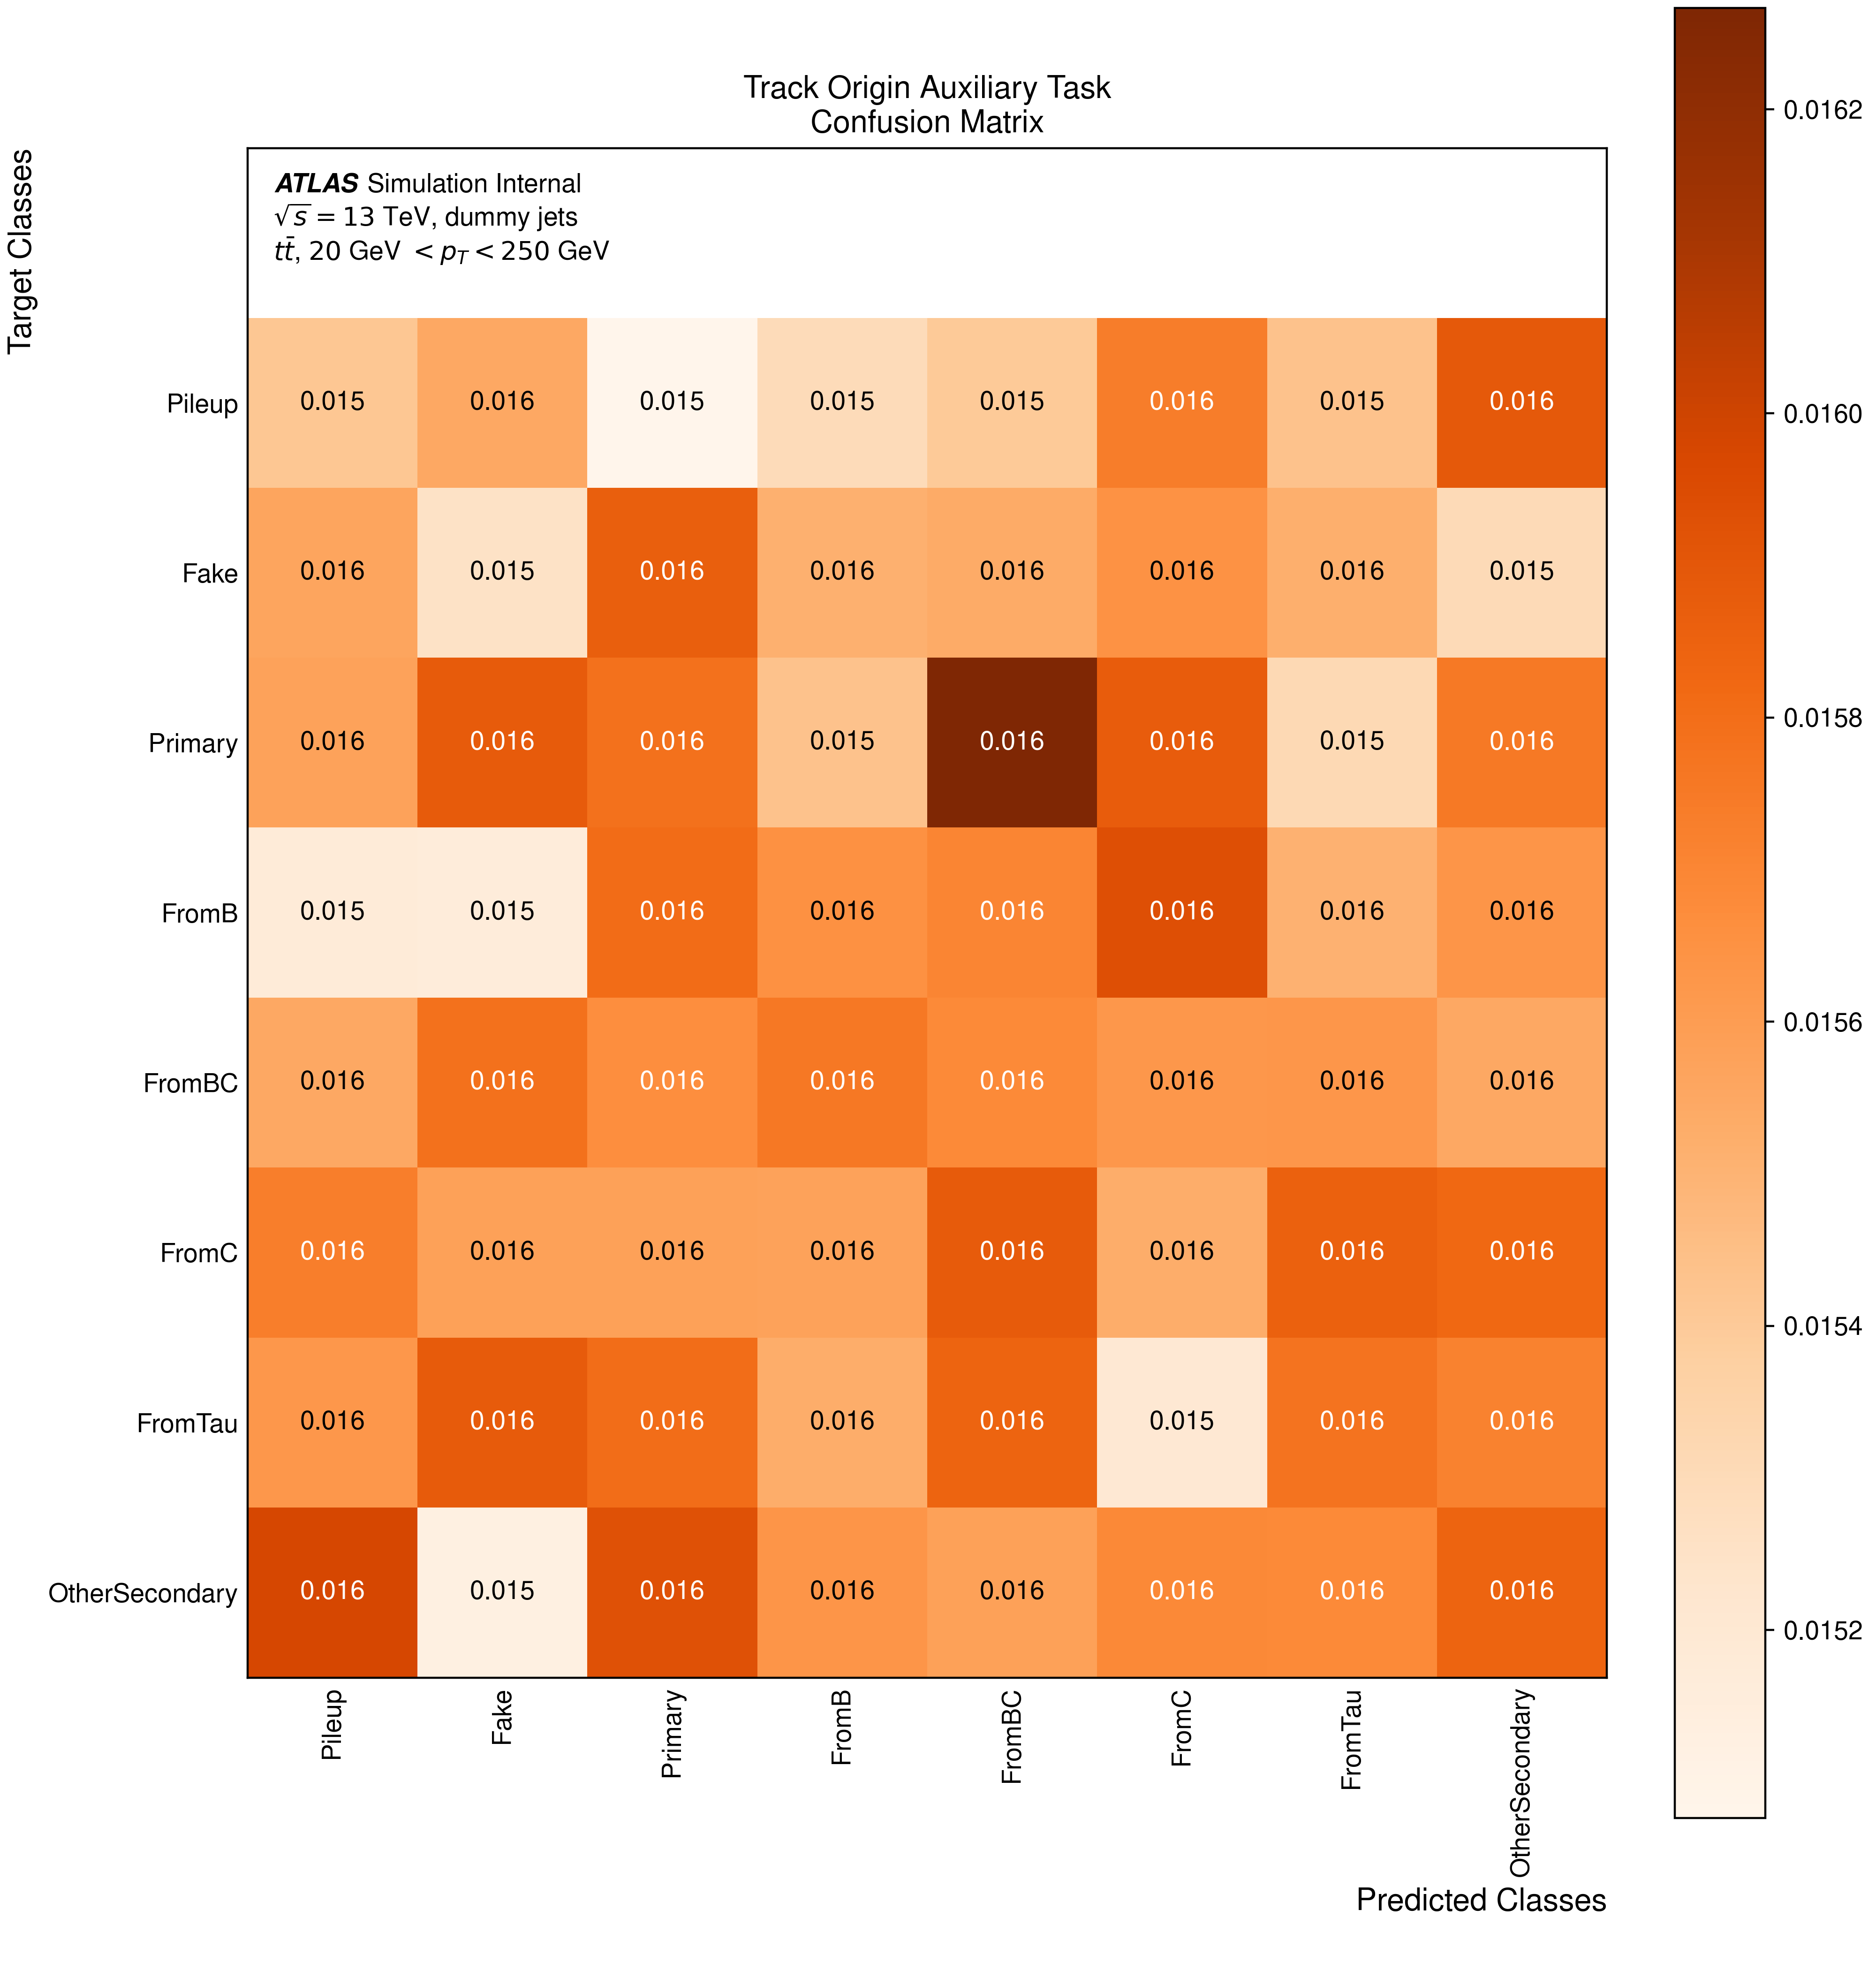 Track Origin Auxiliary Task
Confusion Matrix
Target Classes
ATLAS Simulation Internal
√s = 13 TeV, dummy jets
tt̄, 20 GeV < p_T < 250 GeV
Pileup 0.015 0.016 0.015 0.015 0.015 0.016 0.015 0.016
Fake 0.016 0.015 0.016 0.016 0.016 0.016 0.016 0.015
Primary 0.016 0.016 0.016 0.015 0.016 0.016 0.015 0.016
FromB 0.015 0.015 0.016 0.016 0.016 0.016 0.016 0.016
FromBC 0.016 0.016 0.016 0.016 0.016 0.016 0.016 0.016
FromC 0.016 0.016 0.016 0.016 0.016 0.016 0.016 0.016
FromTau 0.016 0.016 0.016 0.016 0.016 0.015 0.016 0.016
OtherSecondary 0.016 0.015 0.016 0.016 0.016 0.016 0.016 0.016
Pileup Fake Primary FromB FromBC FromC FromTau OtherSecondary
Predicted Classes
0.0162
0.0160
0.0158
0.0156
0.0154
0.0152